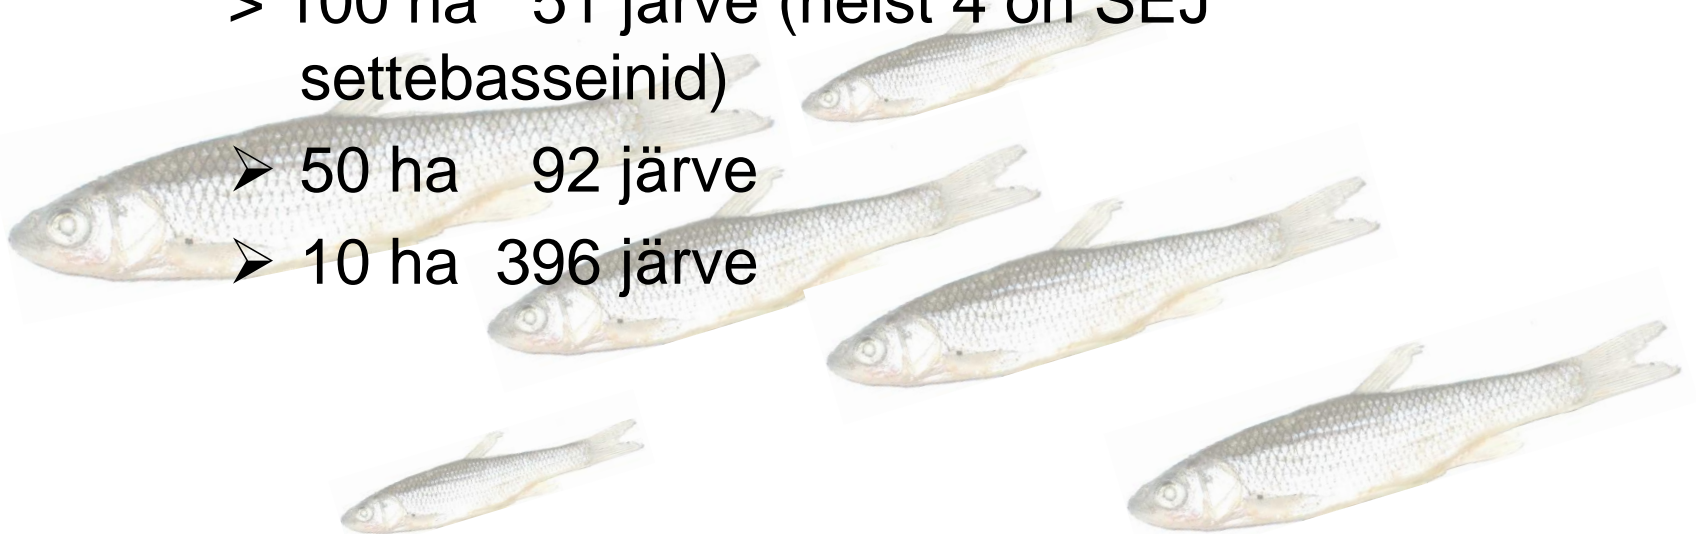 > 100 ha 51 järve (neist 4 on SEJ
settebasseinid)
➢ 50 ha 92 järve
➢ 10 ha 396 järve